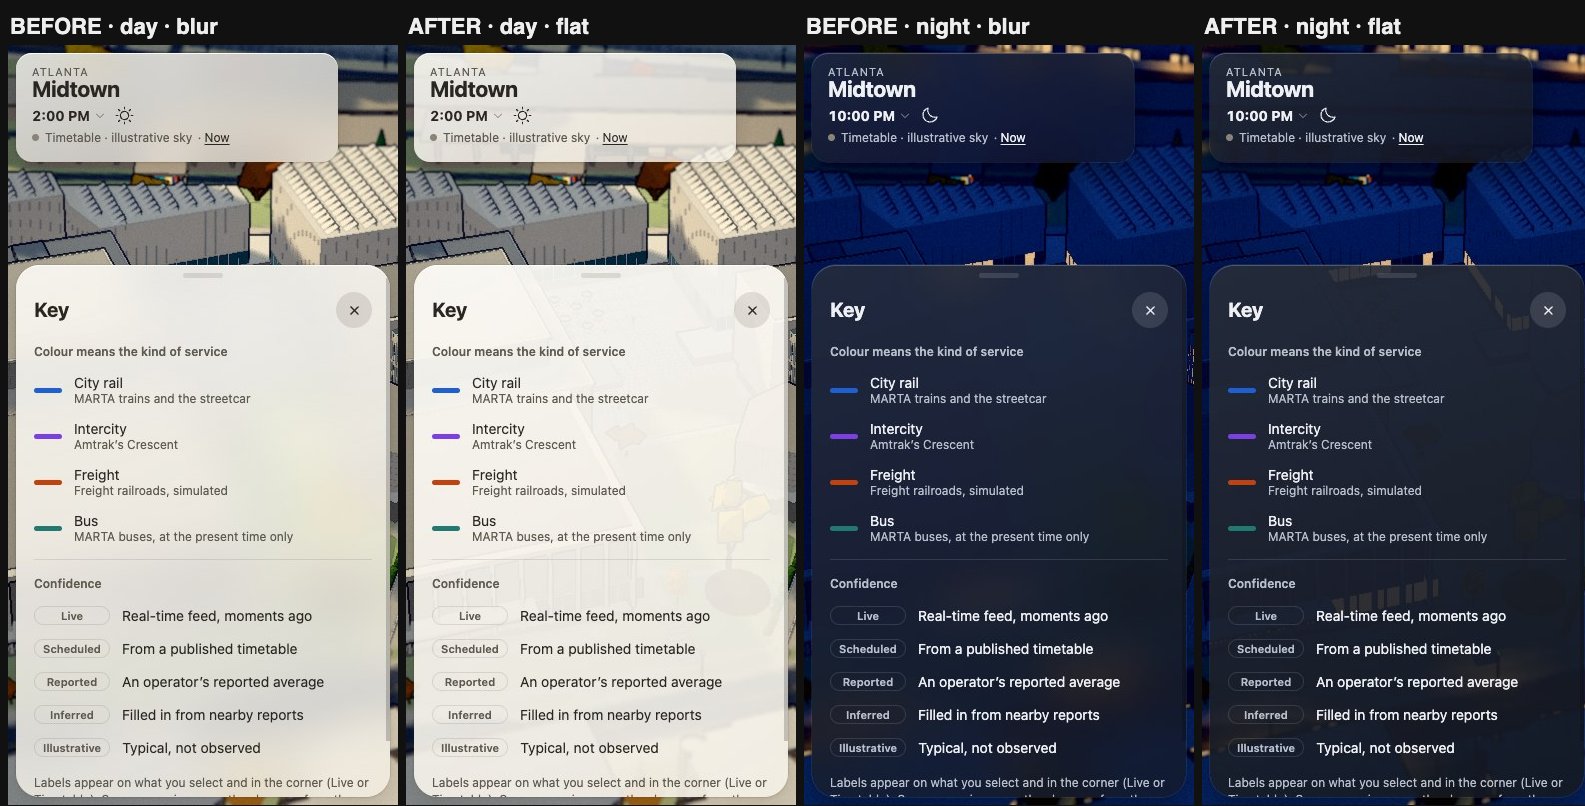 BEFORE · day · blur
ATLANTA
Midtown
2:00 PM
Timetable · illustrative sky · Now
Key
Colour means the kind of service
City rail
MARTA trains and the streetcar
Intercity
Amtrak’s Crescent
Freight
Freight railroads, simulated
Bus
MARTA buses, at the present time only
Confidence
Live Real-time feed, moments ago
Scheduled From a published timetable
Reported An operator’s reported average
Inferred Filled in from nearby reports
Illustrative Typical, not observed
Labels appear on what you select and in the corner (Live or
AFTER · day · flat
ATLANTA
Midtown
2:00 PM
Timetable · illustrative sky · Now
Key
Colour means the kind of service
City rail
MARTA trains and the streetcar
Intercity
Amtrak’s Crescent
Freight
Freight railroads, simulated
Bus
MARTA buses, at the present time only
Confidence
Live Real-time feed, moments ago
Scheduled From a published timetable
Reported An operator’s reported average
Inferred Filled in from nearby reports
Illustrative Typical, not observed
Labels appear on what you select and in the corner (Live or
BEFORE · night · blur
ATLANTA
Midtown
10:00 PM
Timetable · illustrative sky · Now
Key
Colour means the kind of service
City rail
MARTA trains and the streetcar
Intercity
Amtrak’s Crescent
Freight
Freight railroads, simulated
Bus
MARTA buses, at the present time only
Confidence
Live Real-time feed, moments ago
Scheduled From a published timetable
Reported An operator’s reported average
Inferred Filled in from nearby reports
Illustrative Typical, not observed
Labels appear on what you select and in the corner (Live or
AFTER · night · flat
ATLANTA
Midtown
10:00 PM
Timetable · illustrative sky · Now
Key
Colour means the kind of service
City rail
MARTA trains and the streetcar
Intercity
Amtrak’s Crescent
Freight
Freight railroads, simulated
Bus
MARTA buses, at the present time only
Confidence
Live Real-time feed, moments ago
Scheduled From a published timetable
Reported An operator’s reported average
Inferred Filled in from nearby reports
Illustrative Typical, not observed
Labels appear on what you select and in the corner (Live or